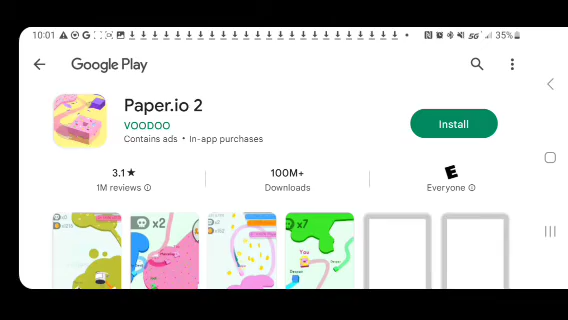 10:01 35%
Google Play
Paper.io 2
VOODOO
Contains ads • In-app purchases
Install
3.1★
1M reviews
100M+
Downloads
E
Everyone
x2
x7
You